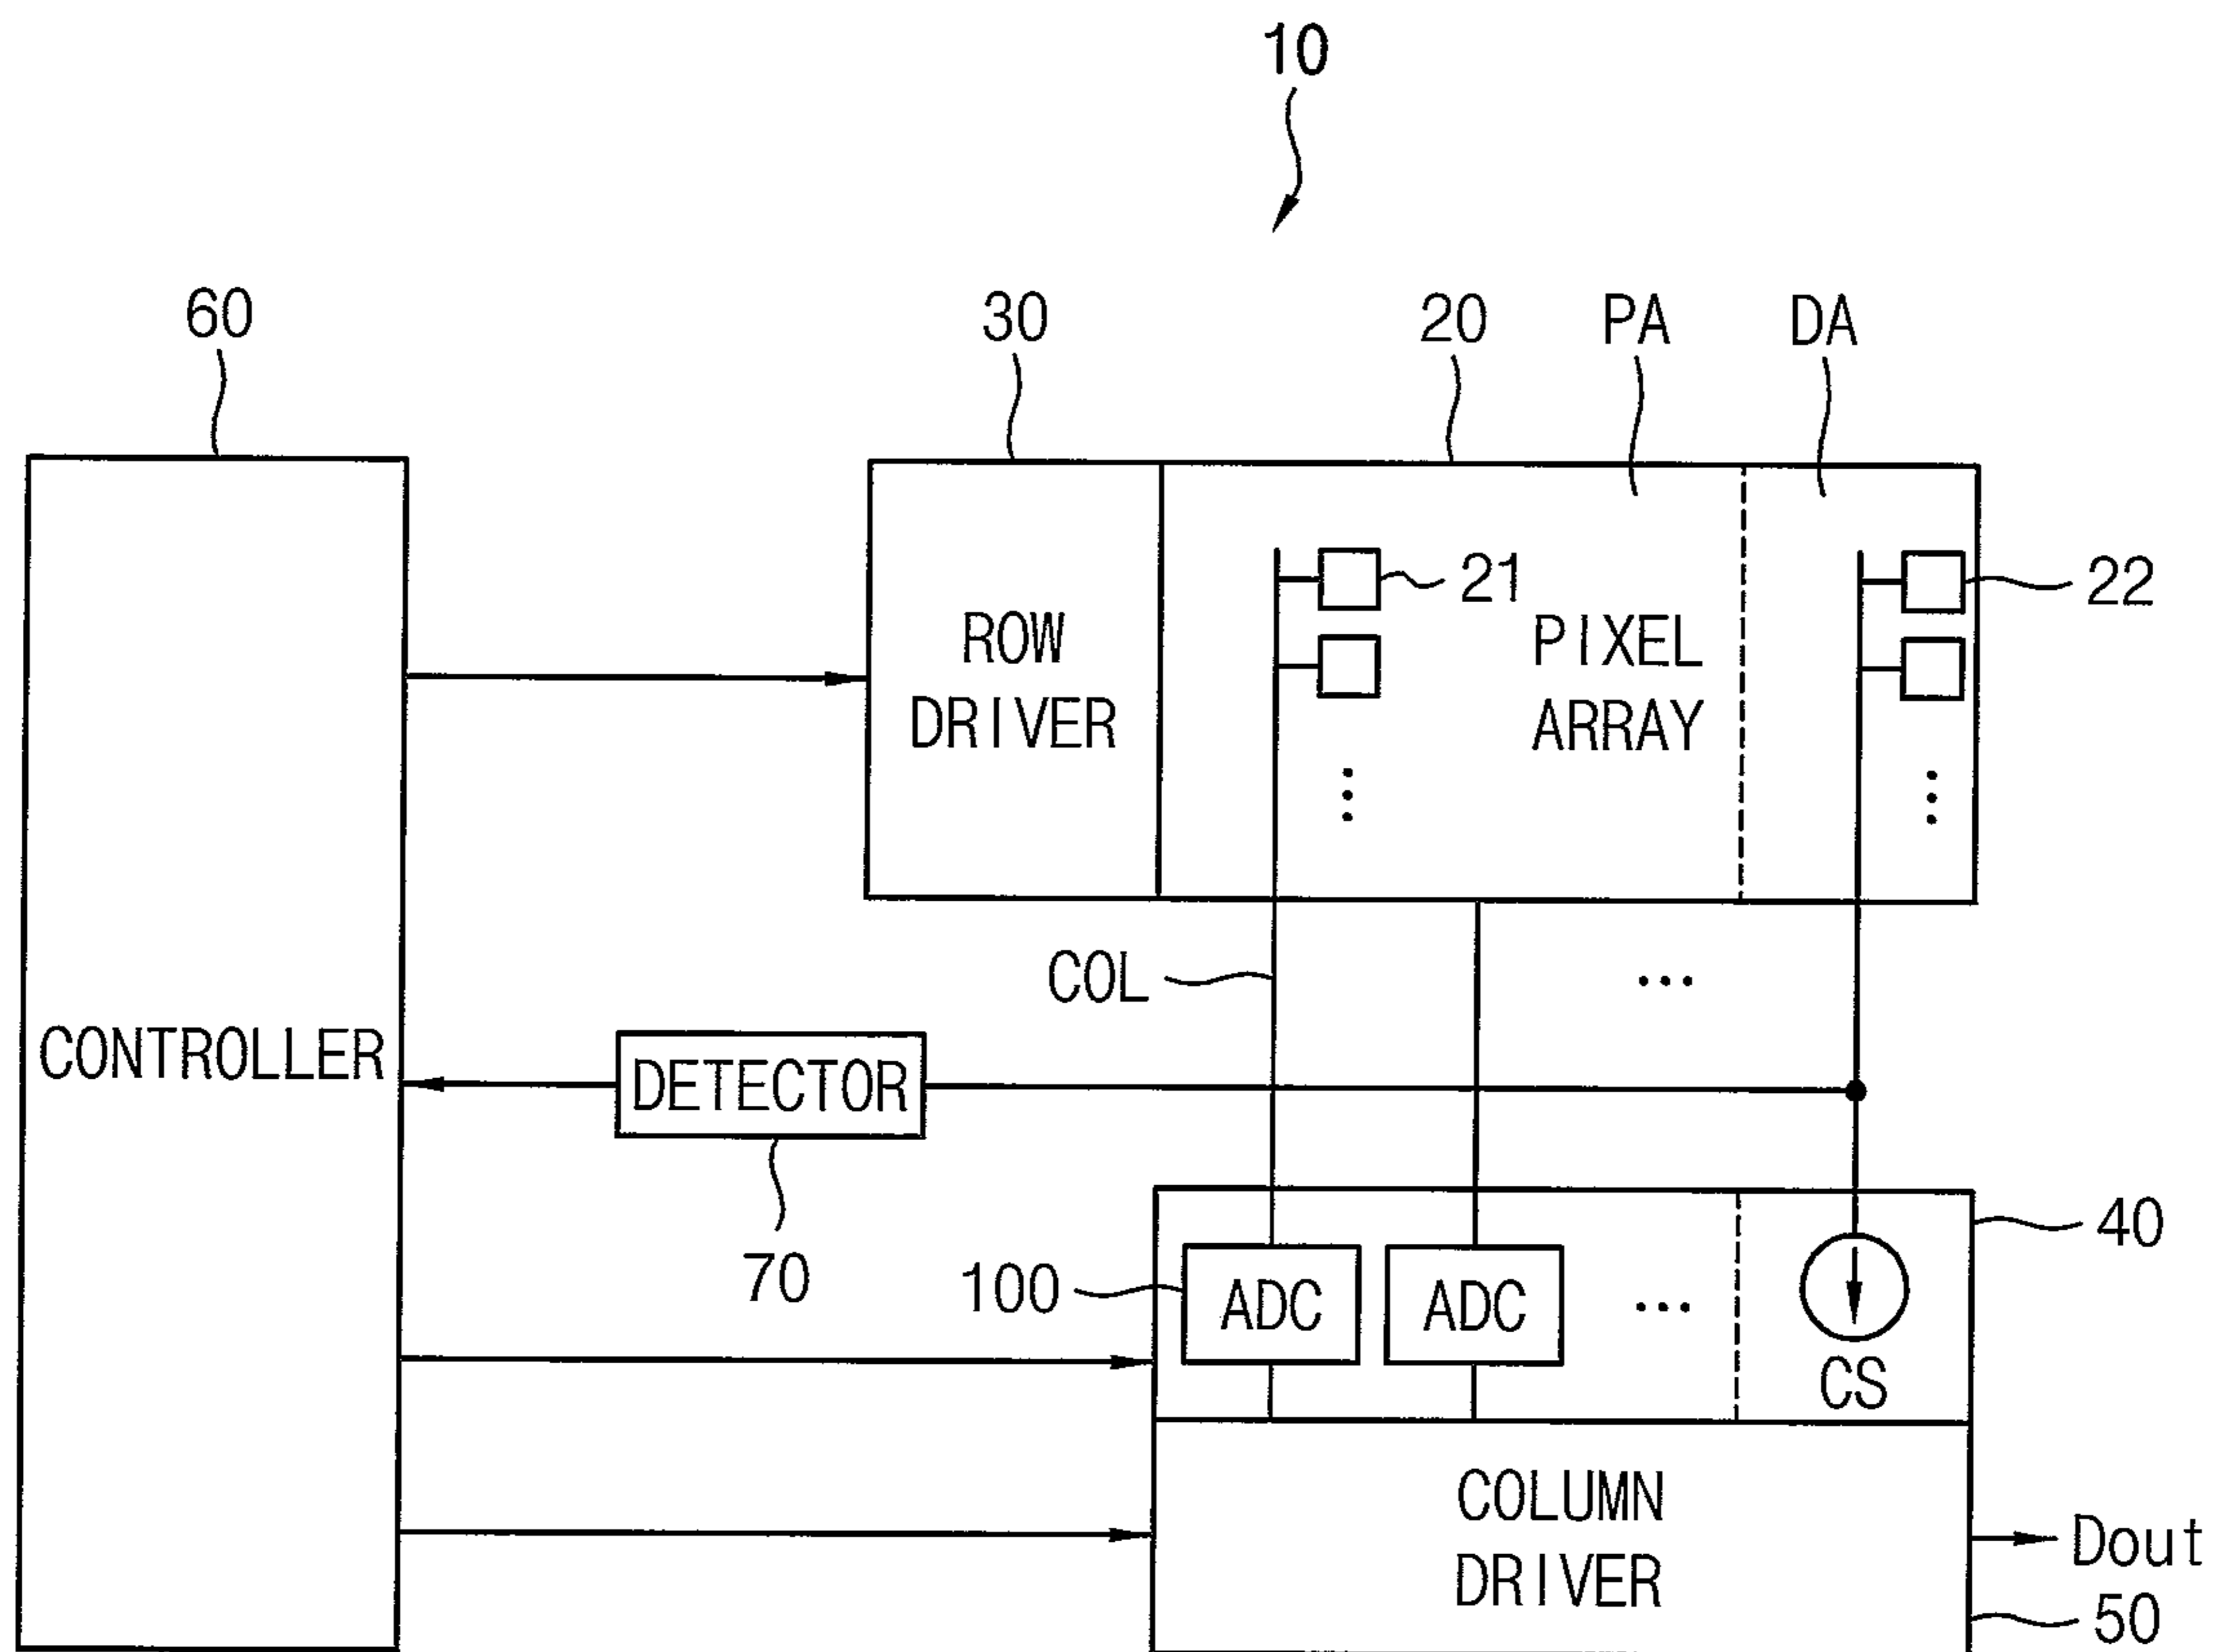 10
60
30
20
PA
DA
21
22
ROW
DRIVER
PIXEL
ARRAY
COL
CONTROLLER
DETECTOR
70
40
100
ADC
ADC
CS
COLUMN
DRIVER
Dout
50